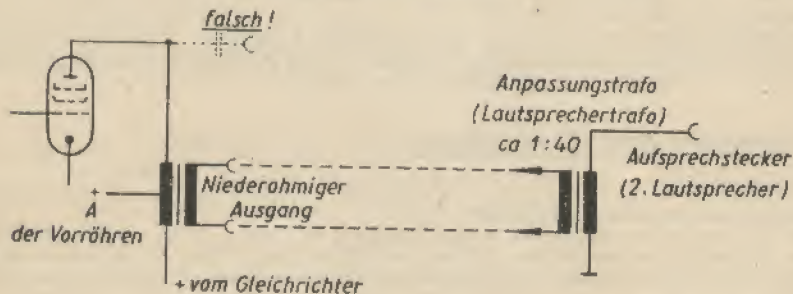 falsch!
Anpassungstrafo
(Lautsprechertrafo)
ca 1:40
Aufsprechstecker
(2. Lautsprecher)
Niederohmiger
Ausgang
+
A
der Vorröhren
+ vom Gleichrichter